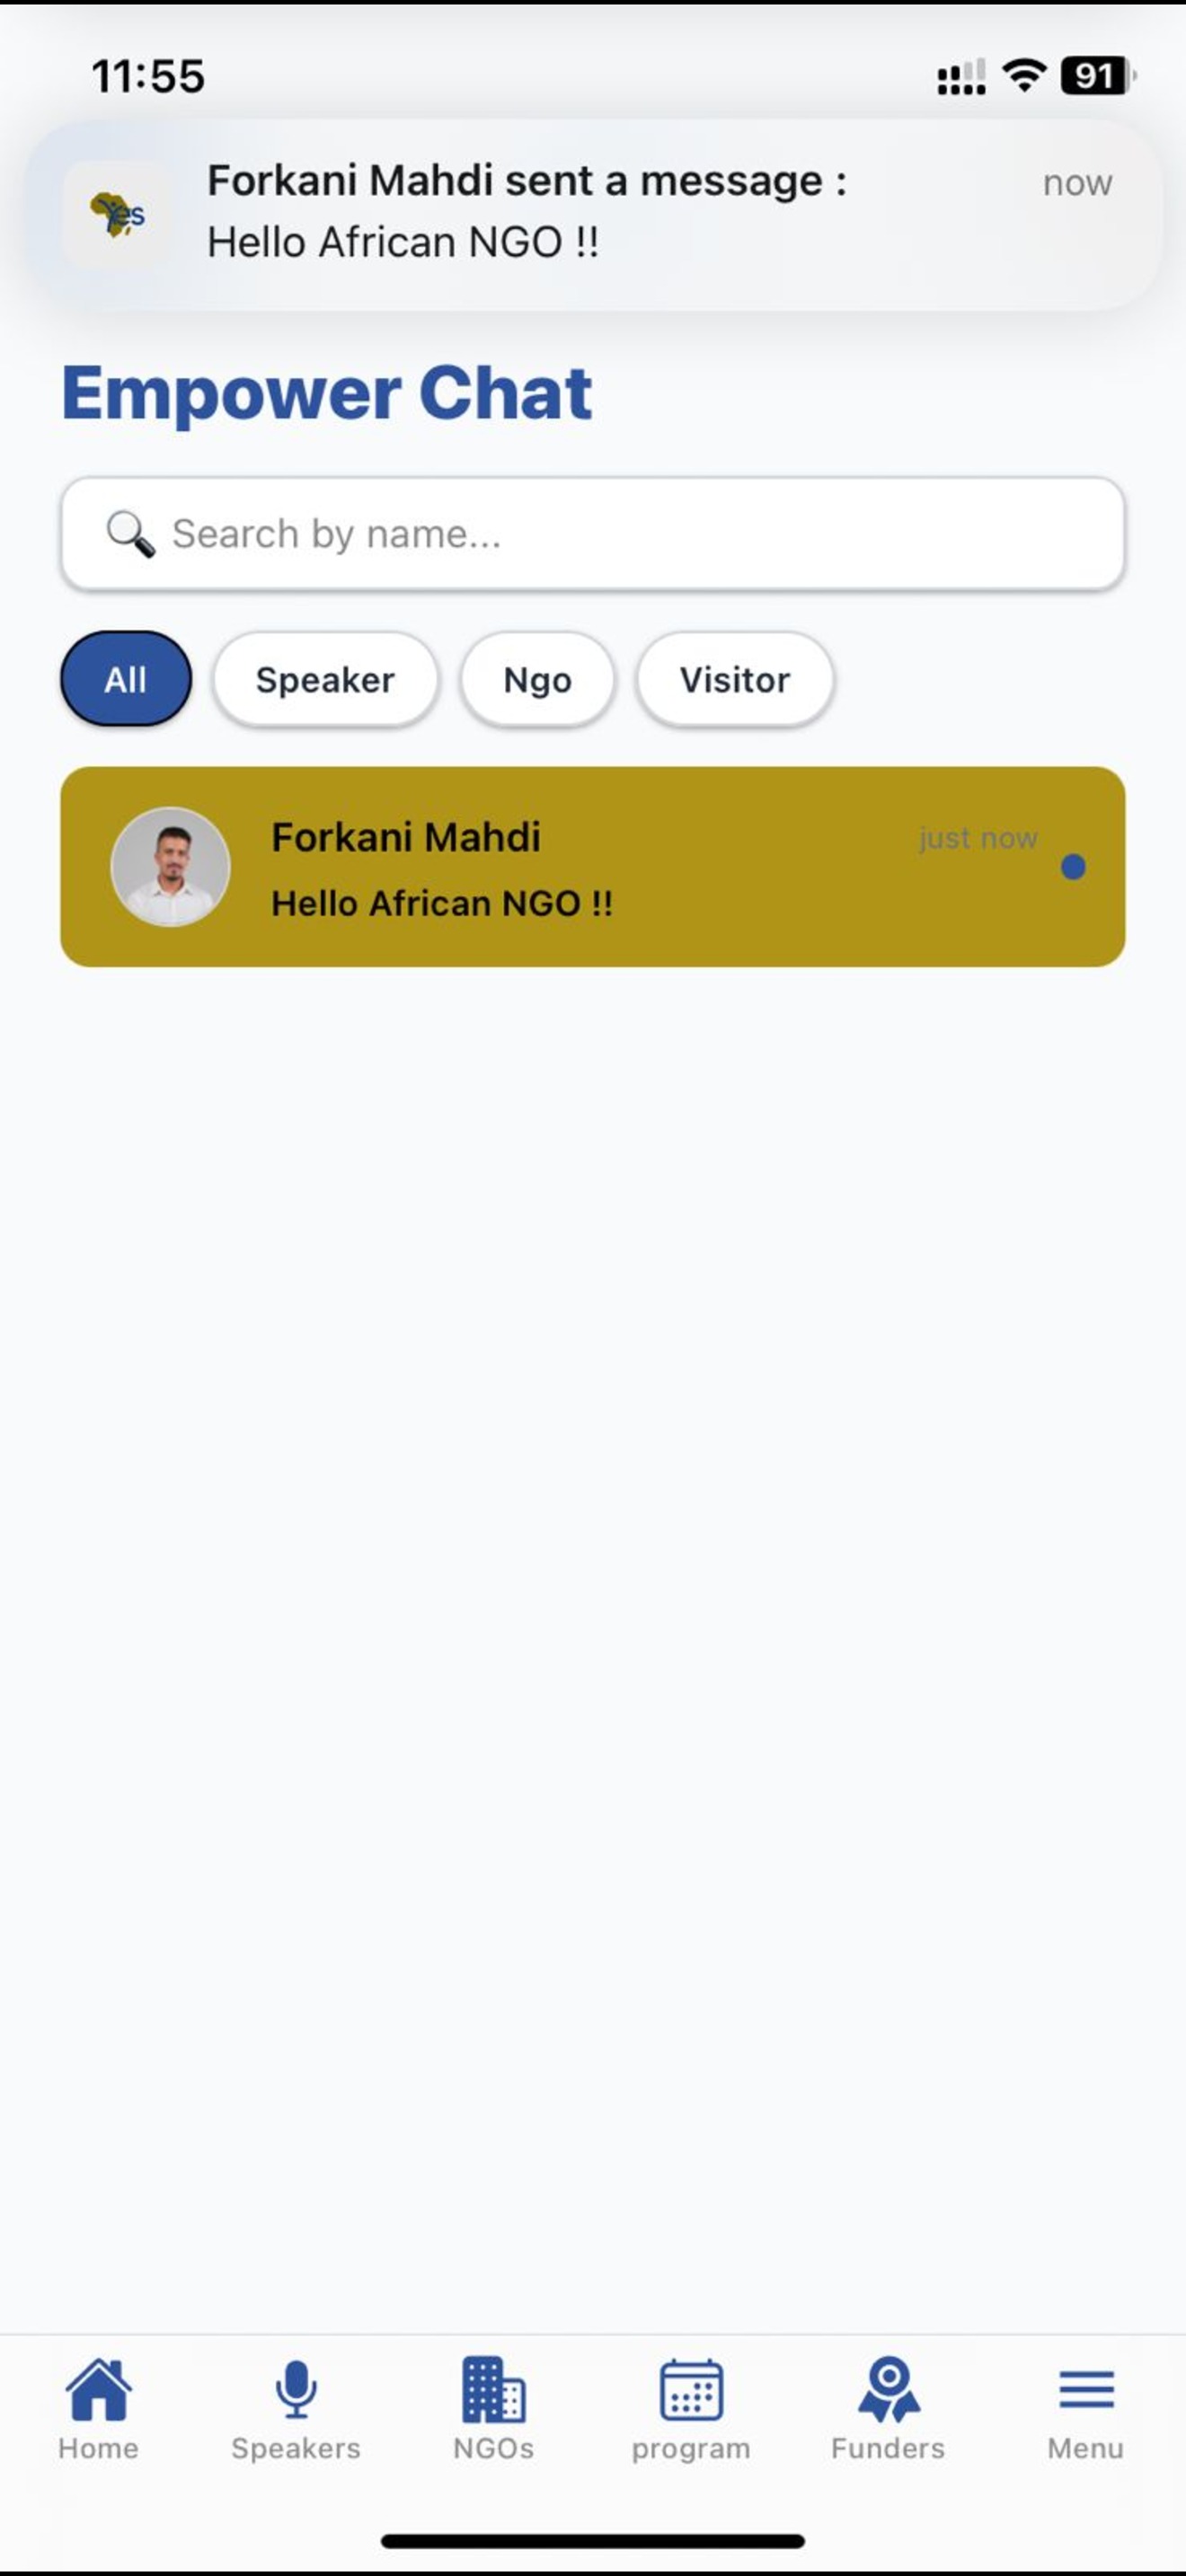 11:55
91
Forkani Mahdi sent a message :
now
Yes
Hello African NGO !!
Empower Chat
Search by name...
All
Speaker
Ngo
Visitor
Forkani Mahdi
just now
Hello African NGO !!
Home
Speakers
NGOs
program
Funders
Menu